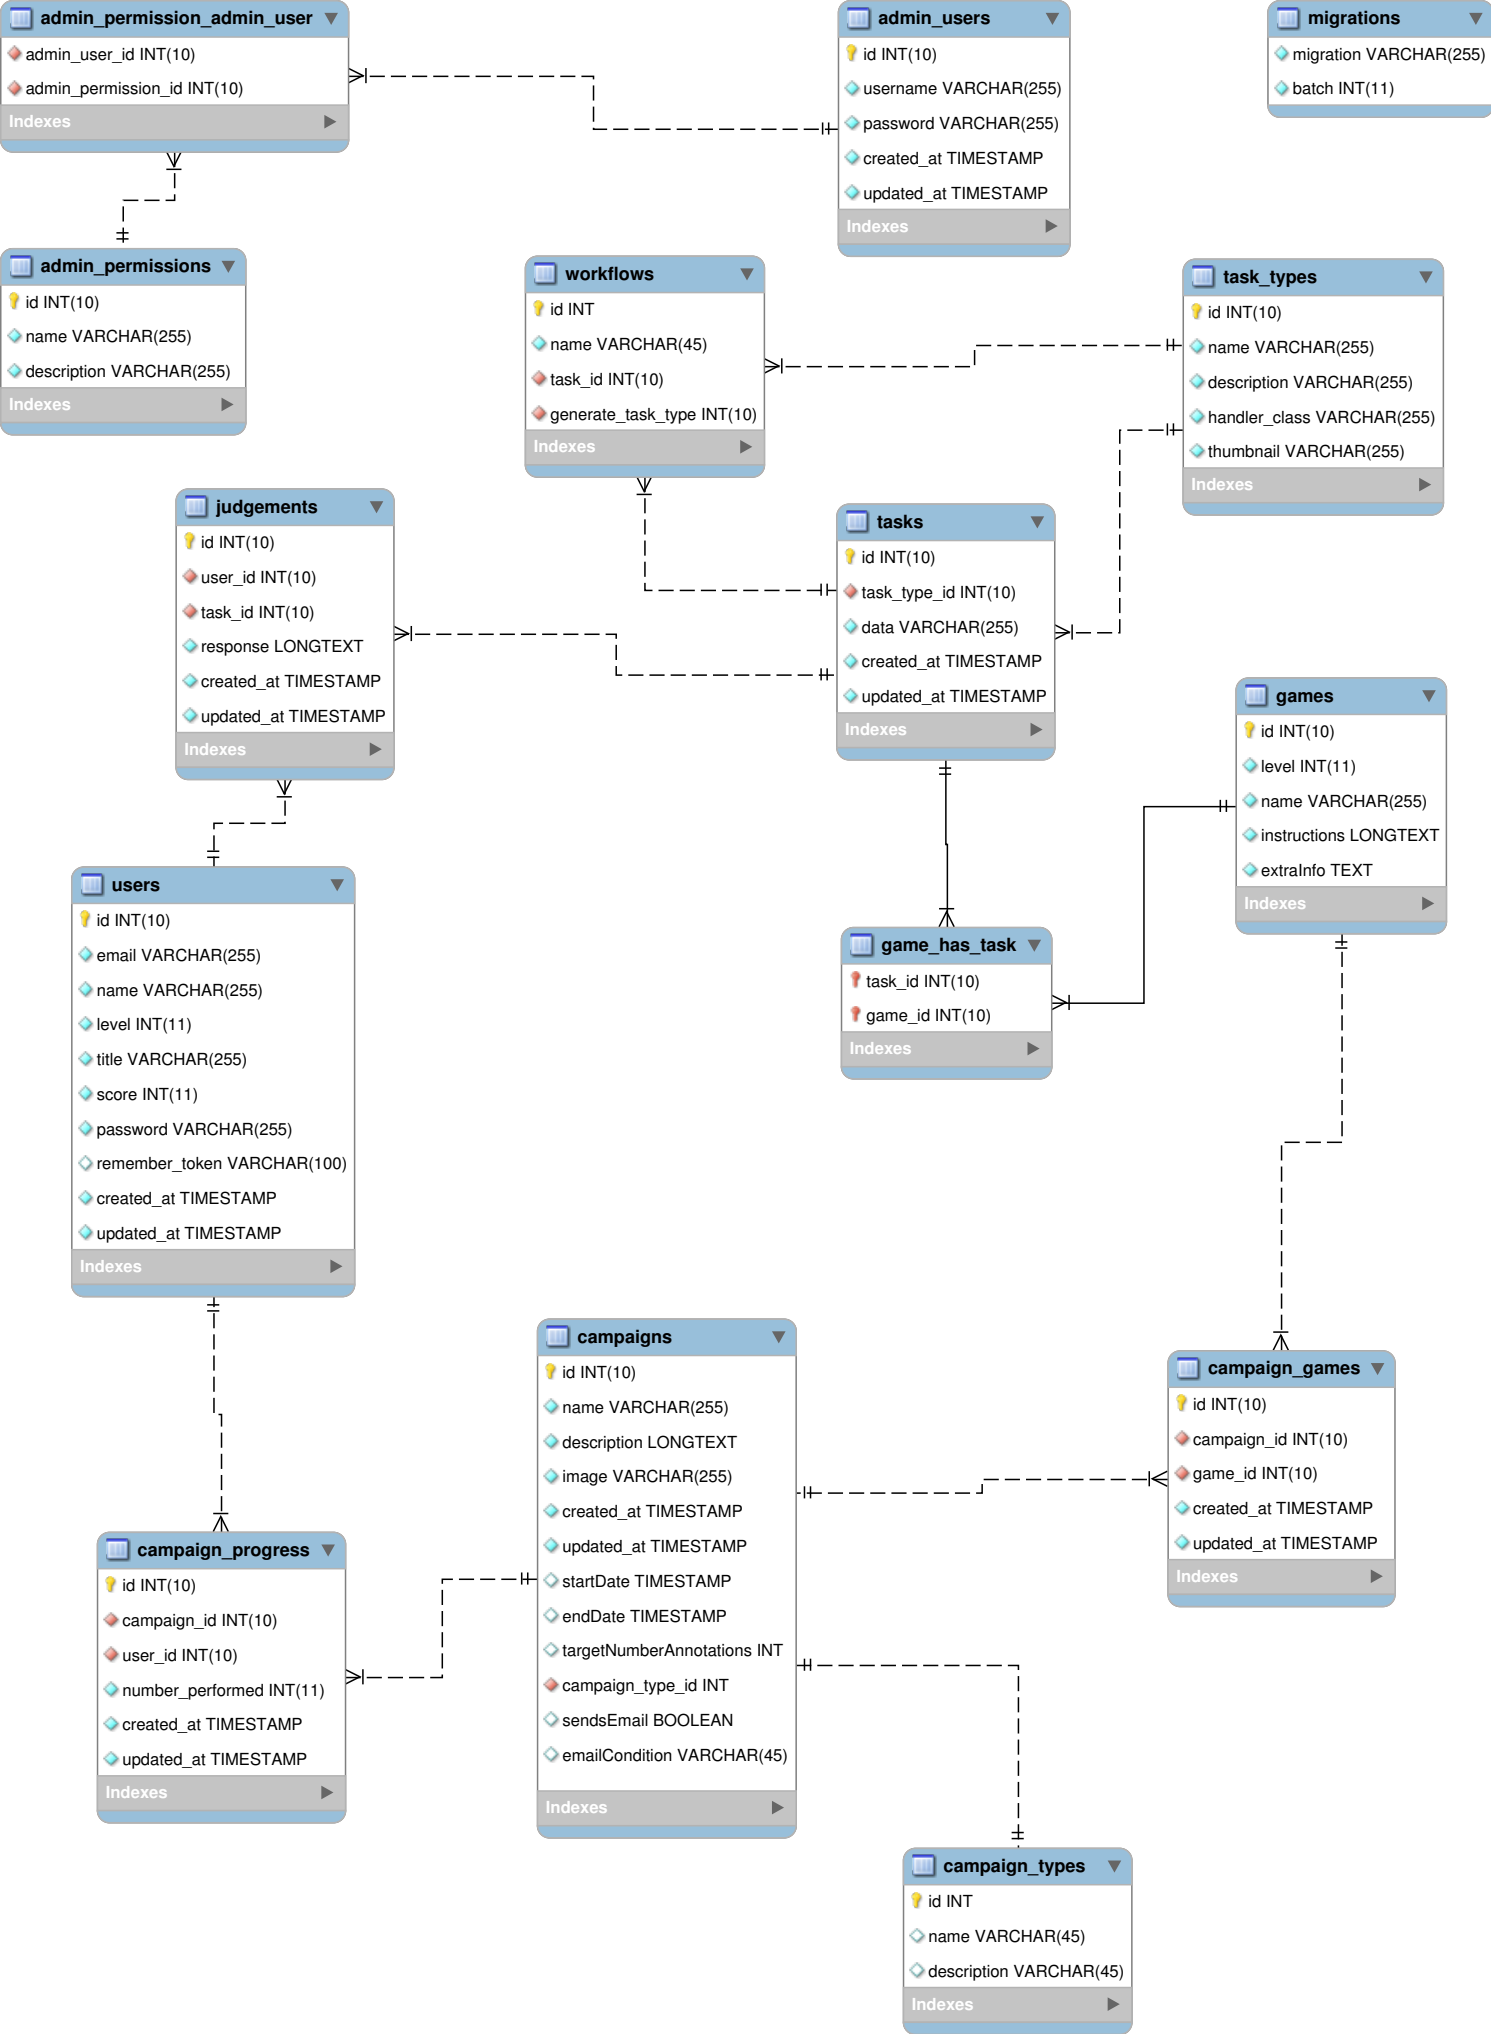 admin_permission_admin_user
admin_user_id INT(10)
admin_permission_id INT(10)
Indexes
admin_users
id INT(10)
username VARCHAR(255)
password VARCHAR(255)
created_at TIMESTAMP
updated_at TIMESTAMP
Indexes
migrations
migration VARCHAR(255)
batch INT(11)
admin_permissions
id INT(10)
name VARCHAR(255)
description VARCHAR(255)
Indexes
workflows
id INT
name VARCHAR(45)
task_id INT(10)
generate_task_type INT(10)
Indexes
task_types
id INT(10)
name VARCHAR(255)
description VARCHAR(255)
handler_class VARCHAR(255)
thumbnail VARCHAR(255)
Indexes
judgements
id INT(10)
user_id INT(10)
task_id INT(10)
response LONGTEXT
created_at TIMESTAMP
updated_at TIMESTAMP
Indexes
tasks
id INT(10)
task_type_id INT(10)
data VARCHAR(255)
created_at TIMESTAMP
updated_at TIMESTAMP
Indexes
games
id INT(10)
level INT(11)
name VARCHAR(255)
instructions LONGTEXT
extraInfo TEXT
Indexes
users
id INT(10)
email VARCHAR(255)
name VARCHAR(255)
level INT(11)
title VARCHAR(255)
score INT(11)
password VARCHAR(255)
remember_token VARCHAR(100)
created_at TIMESTAMP
updated_at TIMESTAMP
Indexes
game_has_task
task_id INT(10)
game_id INT(10)
Indexes
campaigns
id INT(10)
name VARCHAR(255)
description LONGTEXT
image VARCHAR(255)
created_at TIMESTAMP
updated_at TIMESTAMP
startDate TIMESTAMP
endDate TIMESTAMP
targetNumberAnnotations INT
campaign_type_id INT
sendsEmail BOOLEAN
emailCondition VARCHAR(45)
Indexes
campaign_games
id INT(10)
campaign_id INT(10)
game_id INT(10)
created_at TIMESTAMP
updated_at TIMESTAMP
Indexes
campaign_progress
id INT(10)
campaign_id INT(10)
user_id INT(10)
number_performed INT(11)
created_at TIMESTAMP
updated_at TIMESTAMP
Indexes
campaign_types
id INT
name VARCHAR(45)
description VARCHAR(45)
Indexes